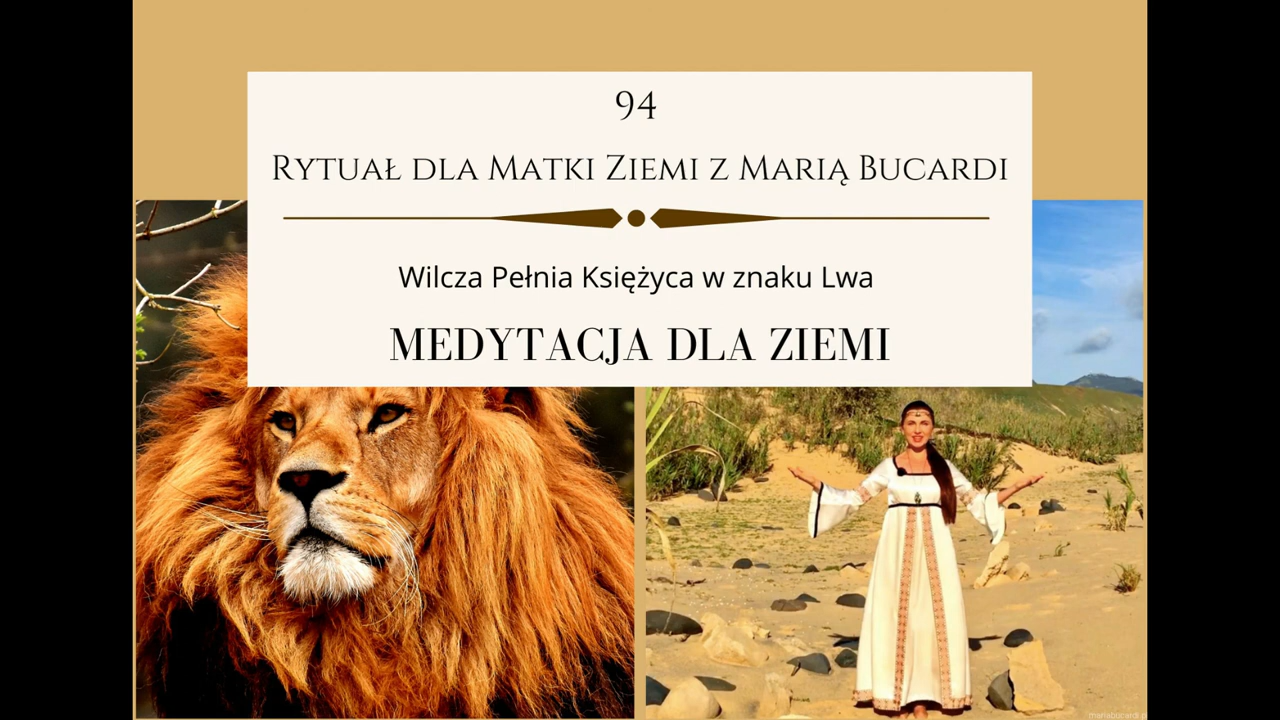 94
Rytuał dla Matki Ziemi z Marią Bucardi
Wilcza Pełnia Księżyca w znaku Lwa
MEDYTACJA DLA ZIEMI